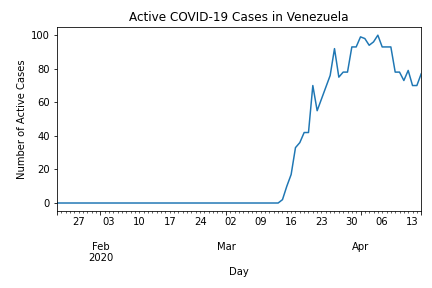 Active COVID-19 Cases in Venezuela
100
80
60
40
20
0
Number of Active Cases
27 03 10 17 24 02 09 16 23 30 06 13
Feb Mar Apr
2020
Day